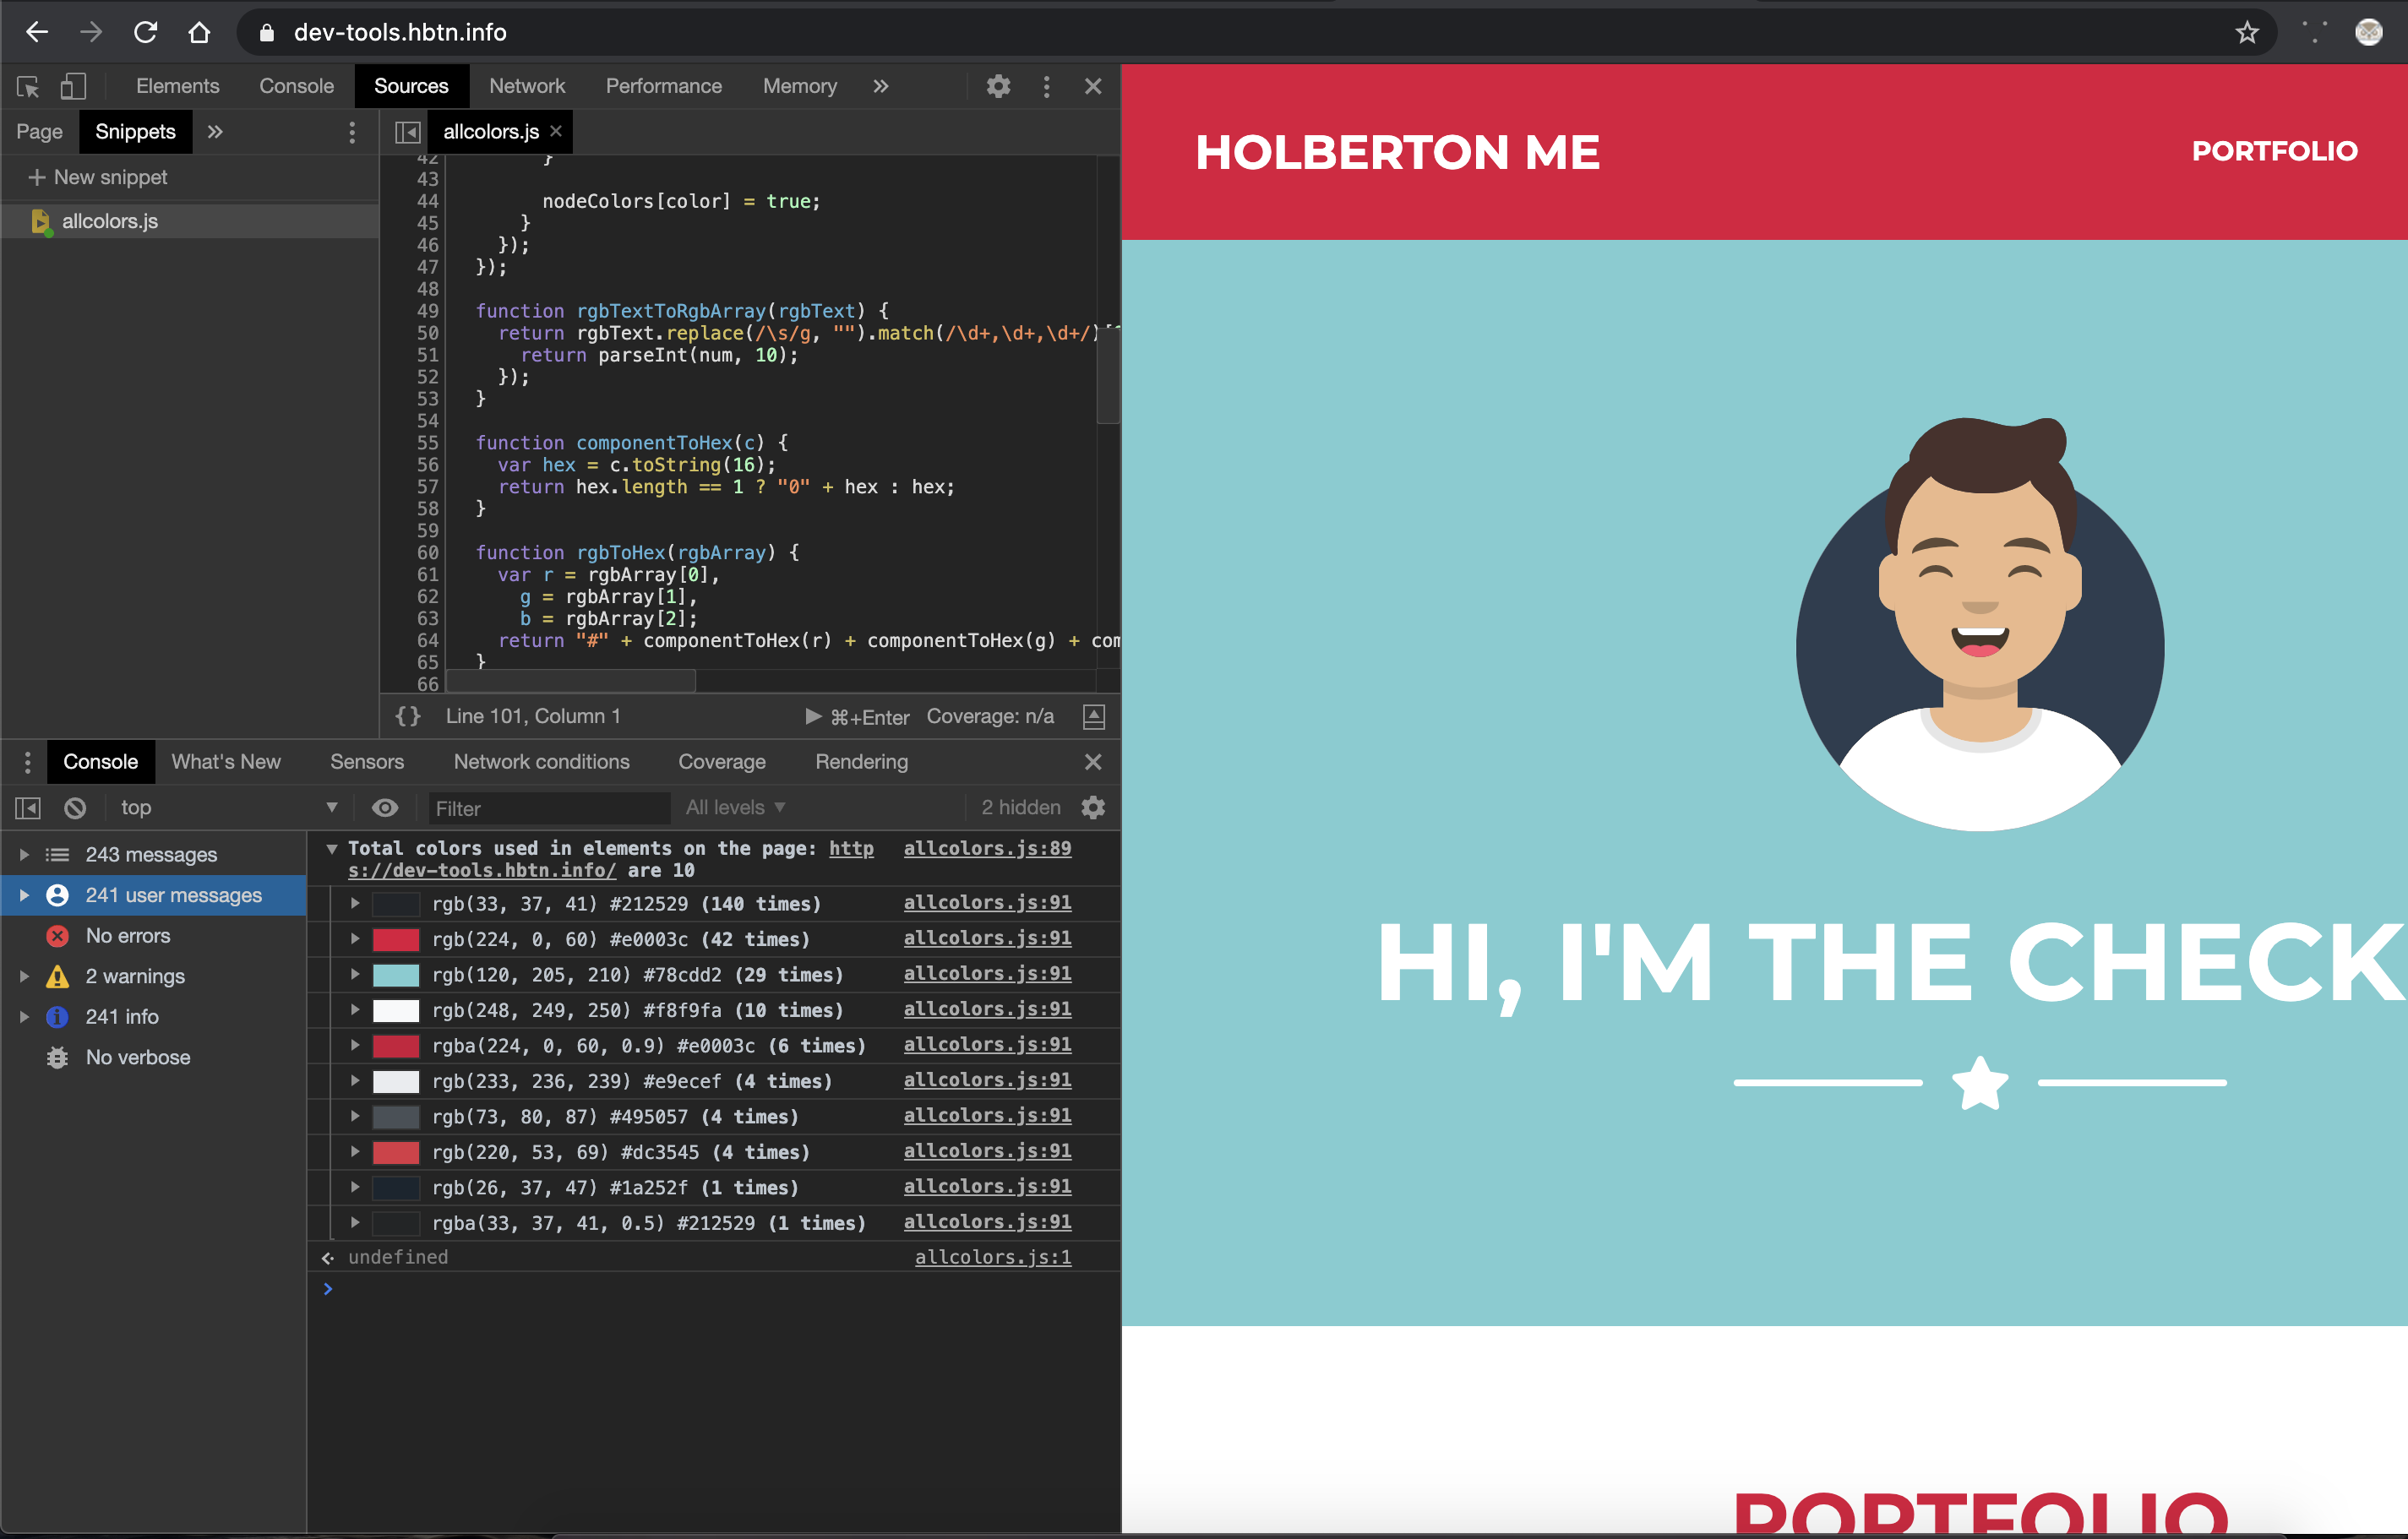 dev-tools.hbtn.info
Elements Console Sources Network Performance Memory »
Page Snippets » allcolors.js ×
+ New snippet
allcolors.js
42 }
43
44 nodeColors[color] = true;
45 }
46 });
47 });
48
49 function rgbTextToRgbArray(rgbText) {
50 return rgbText.replace(/\s/g, "").match(/\d+,\d+,\d+/)
51 return parseInt(num, 10);
52 });
53 }
54
55 function componentToHex(c) {
56 var hex = c.toString(16);
57 return hex.length == 1 ? "0" + hex : hex;
58 }
59
60 function rgbToHex(rgbArray) {
61 var r = rgbArray[0],
62 g = rgbArray[1],
63 b = rgbArray[2];
64 return "#" + componentToHex(r) + componentToHex(g) + com
65 }
66
{} Line 101, Column 1 ⌘+Enter Coverage: n/a
Console What's New Sensors Network conditions Coverage Rendering
top Filter All levels 2 hidden
243 messages
241 user messages
No errors
2 warnings
241 info
No verbose
Total colors used in elements on the page: http allcolors.js:89
s://dev-tools.hbtn.info/ are 10
rgb(33, 37, 41) #212529 (140 times) allcolors.js:91
rgb(224, 0, 60) #e0003c (42 times) allcolors.js:91
rgb(120, 205, 210) #78cdd2 (29 times) allcolors.js:91
rgb(248, 249, 250) #f8f9fa (10 times) allcolors.js:91
rgba(224, 0, 60, 0.9) #e0003c (6 times) allcolors.js:91
rgb(233, 236, 239) #e9ecef (4 times) allcolors.js:91
rgb(73, 80, 87) #495057 (4 times) allcolors.js:91
rgb(220, 53, 69) #dc3545 (4 times) allcolors.js:91
rgb(26, 37, 47) #1a252f (1 times) allcolors.js:91
rgba(33, 37, 41, 0.5) #212529 (1 times) allcolors.js:91
undefined allcolors.js:1
HOLBERTON ME
PORTFOLIO
HI, I'M THE CHECK
PORTFOLIO